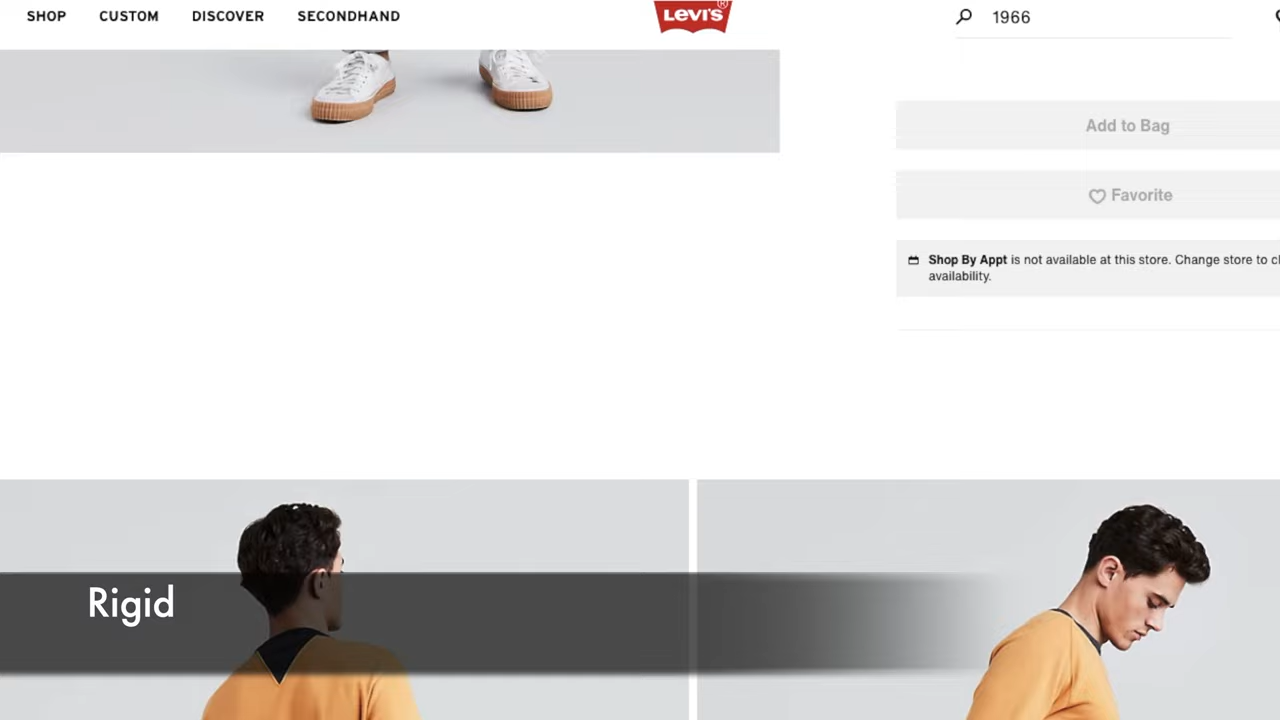 SHOP CUSTOM DISCOVER SECONDHAND
LEVI'S®
1966
Add to Bag
Favorite
Shop By Appt is not available at this store. Change store to
availability.
Rigid